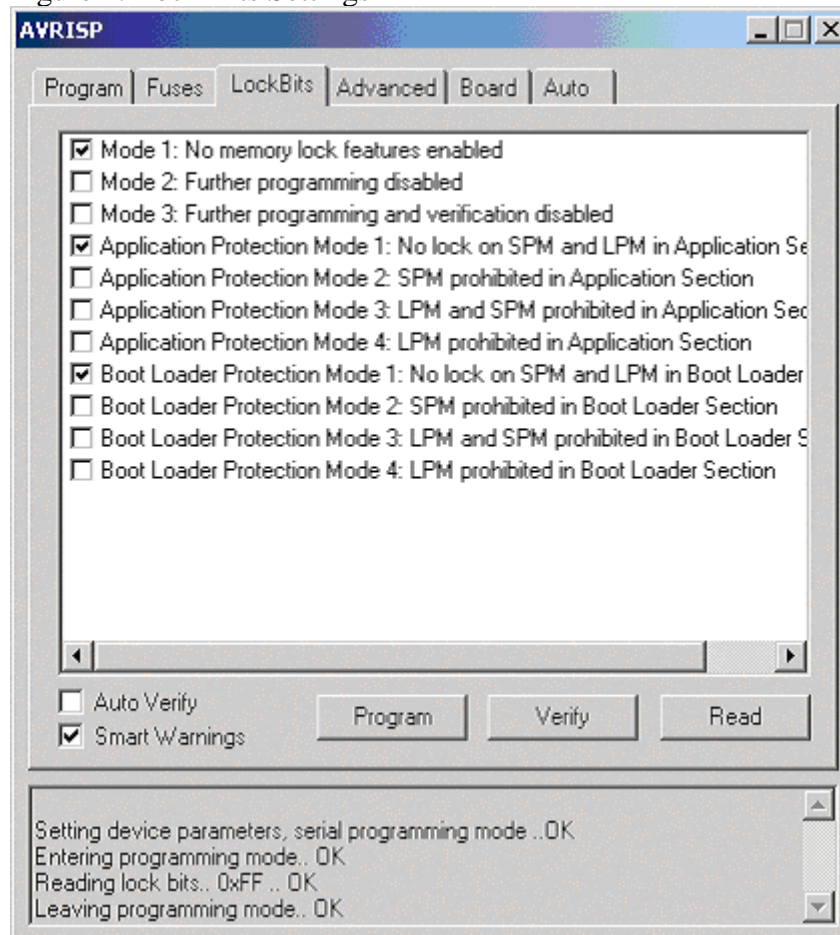 AVRISP
Program Fuses LockBits Advanced Board Auto
Mode 1: No memory lock features enabled
Mode 2: Further programming disabled
Mode 3: Further programming and verification disabled
Application Protection Mode 1: No lock on SPM and LPM in Application Se
Application Protection Mode 2: SPM prohibited in Application Section
Application Protection Mode 3: LPM and SPM prohibited in Application Sec
Application Protection Mode 4: LPM prohibited in Application Section
Boot Loader Protection Mode 1: No lock on SPM and LPM in Boot Loader
Boot Loader Protection Mode 2: SPM prohibited in Boot Loader Section
Boot Loader Protection Mode 3: LPM and SPM prohibited in Boot Loader S
Boot Loader Protection Mode 4: LPM prohibited in Boot Loader Section
Auto Verify
Smart Warnings
Program Verify Read
Setting device parameters, serial programming mode ..OK
Entering programming mode.. OK
Reading lock bits.. 0xFF .. OK
Leaving programming mode.. OK